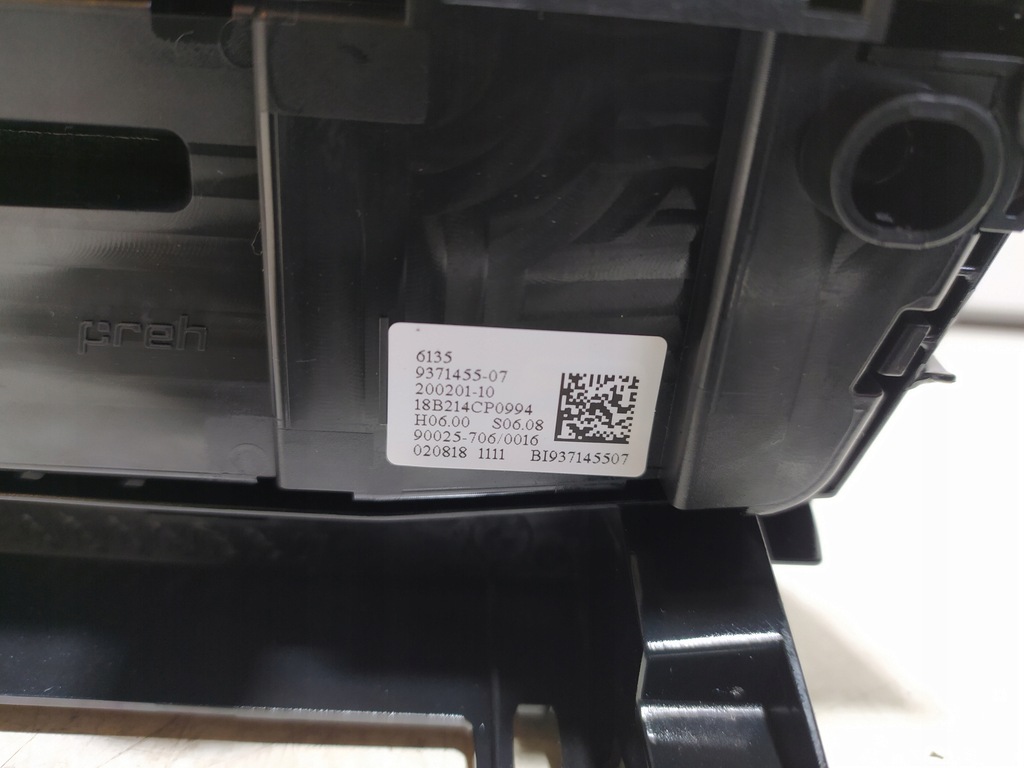 preh
6135
9371455-07
200201-10
18B214CP0994
H06.00 S06.08
90025-706/0016
020818 1111 BI937145507